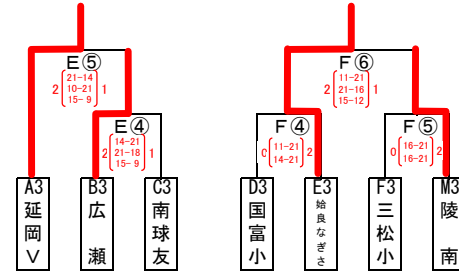 E⑤
2 21-14 10-21 15- 9 1
E④
2 14-21 21-18 15- 9 1
F⑥
2 11-21 21-16 15-12 1
F④
0 11-21 14-21 2
F⑤
0 16-21 16-21 2
A3 延岡V
B3 広瀬
C3 南球友
D3 国富小
E3 姶良なぎさ
F3 三松小
M3 陵南